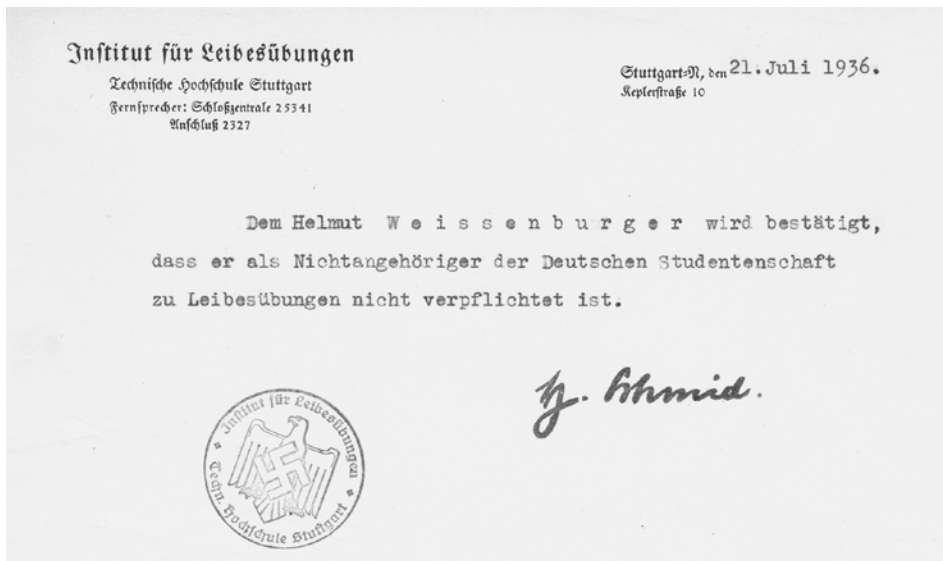 Institut für Leibesübungen
Technische Hochschule Stuttgart
Fernsprecher: Schloßzentrale 25341
Anschluß 2327
Stuttgart-N, den 21. Juli 1936.
Keplerstraße 10
Dem Helmut W e i s s e n b u r g e r wird bestätigt,
dass er als Nichtangehöriger der Deutschen Studentenschaft
zu Leibesübungen nicht verpflichtet ist.
H. Schmid.
Institut für Leibesübungen
Techn. Hochschule Stuttgart